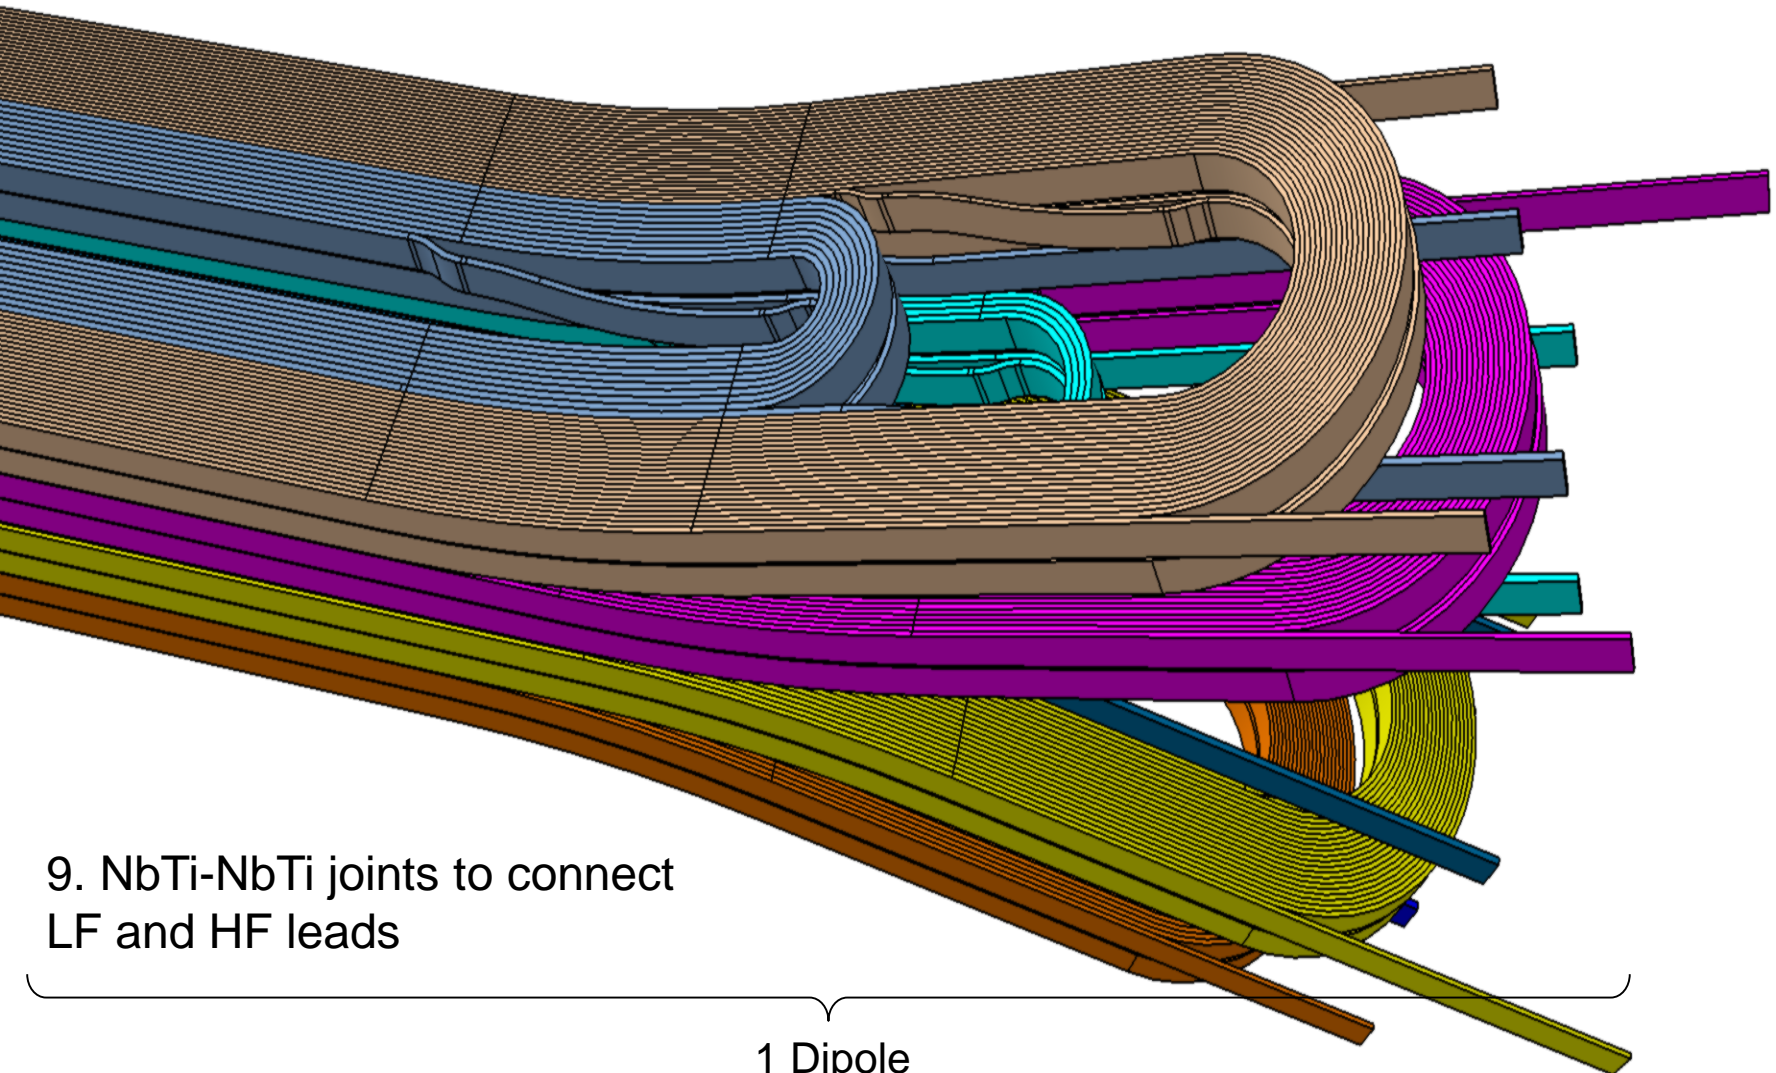 9. NbTi-NbTi joints to connect
LF and HF leads
1 Dipole